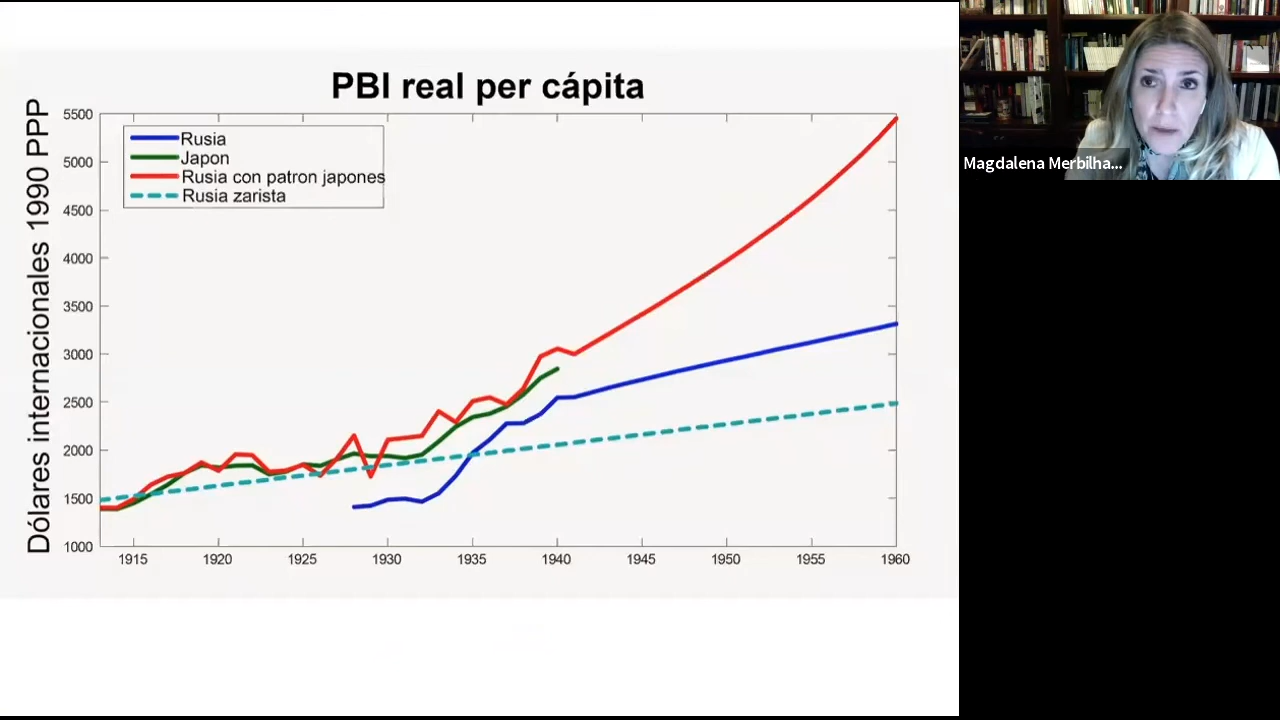 PBI real per cápita
Dólares internacionales 1990 PPP
5500
5000
4500
4000
3500
3000
2500
2000
1500
1000
Rusia
Japon
Rusia con patron japones
Rusia zarista
1915 1920 1925 1930 1935 1940 1945 1950 1955 1960
Magdalena Merbilha...